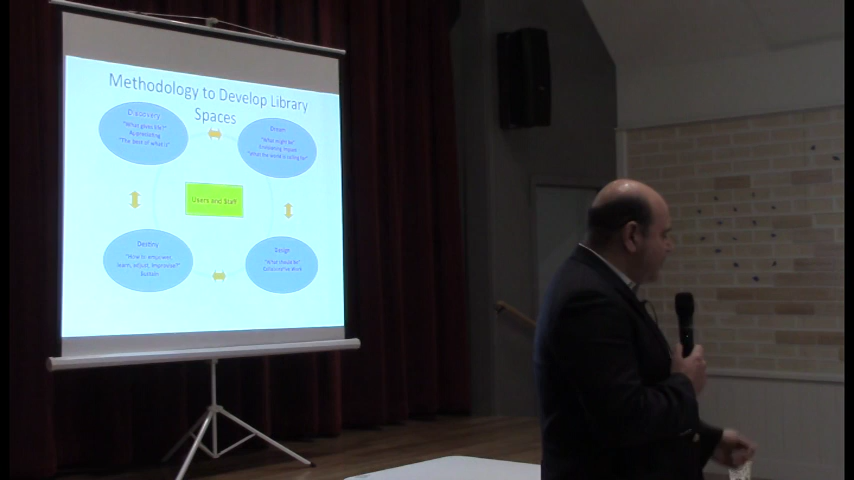 Methodology to Develop Library
Spaces
Discovery
"What gives life?"
Appreciating
"The best of what is"
Dream
"What might be"
Envisioning Impact
"What the world is calling for"
Users and Staff
Destiny
"How to empower,
learn, adjust, improvise?"
Sustain
Design
"What should be"
Collaborative Work